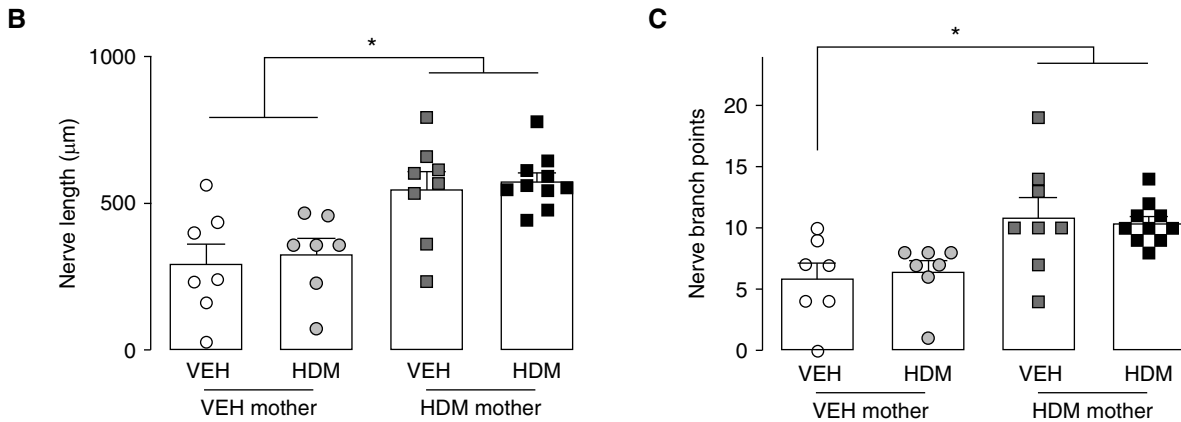 B
*
1000
500
0
Nerve length (μm)
VEH HDM VEH HDM
VEH mother HDM mother
C
*
20
15
10
5
0
Nerve branch points
VEH HDM VEH HDM
VEH mother HDM mother